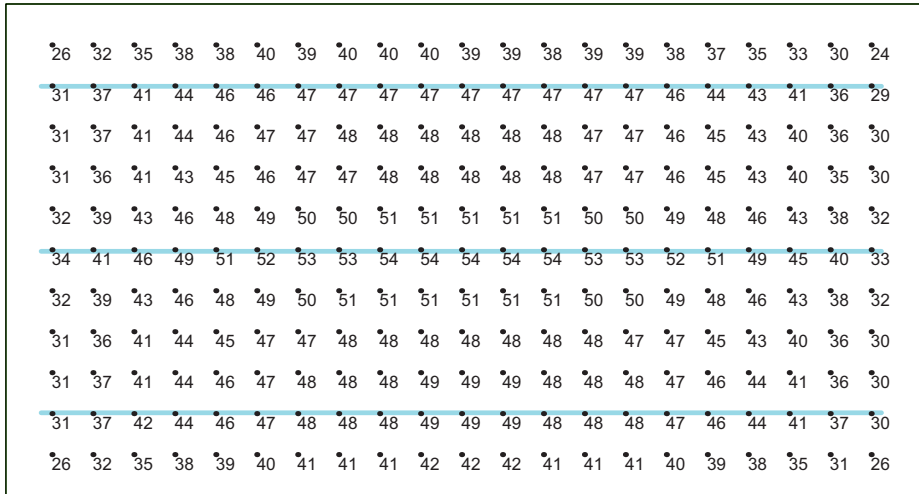 26 32 35 38 38 40 39 40 40 40 39 39 38 39 39 38 37 35 33 30 24
31 37 41 44 46 46 47 47 47 47 47 47 47 47 47 46 44 43 41 36 29
31 37 41 44 46 47 47 48 48 48 48 48 48 47 47 46 45 43 40 36 30
31 36 41 43 45 46 47 47 48 48 48 48 48 47 47 46 45 43 40 35 30
32 39 43 46 48 49 50 50 51 51 51 51 51 50 50 49 48 46 43 38 32
34 41 46 49 51 52 53 53 54 54 54 54 54 53 53 52 51 49 45 40 33
32 39 43 46 48 49 50 51 51 51 51 51 51 50 50 49 48 46 43 38 32
31 36 41 44 45 47 47 48 48 48 48 48 48 48 47 47 45 43 40 36 30
31 37 41 44 46 47 48 48 48 49 49 49 48 48 48 47 46 44 41 36 30
31 37 42 44 46 47 48 48 48 49 49 49 48 48 48 47 46 44 41 37 30
26 32 35 38 39 40 41 41 41 42 42 42 41 41 41 40 39 38 35 31 26